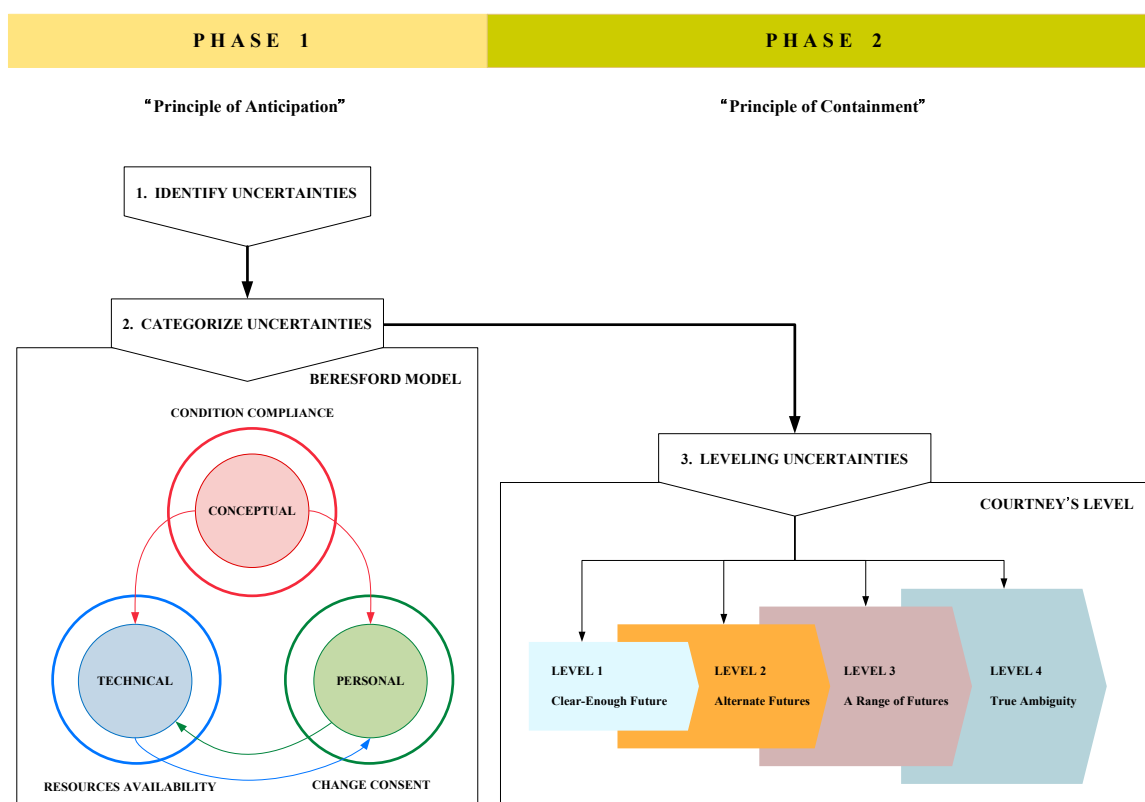 PHASE 1
PHASE 2
“Principle of Anticipation”
“Principle of Containment”
1. IDENTIFY UNCERTAINTIES
2. CATEGORIZE UNCERTAINTIES
BERESFORD MODEL
CONDITION COMPLIANCE
CONCEPTUAL
TECHNICAL
PERSONAL
RESOURCES AVAILABILITY
CHANGE CONSENT
3. LEVELING UNCERTAINTIES
COURTNEY’S LEVEL
LEVEL 1
Clear-Enough Future
LEVEL 2
Alternate Futures
LEVEL 3
A Range of Futures
LEVEL 4
True Ambiguity